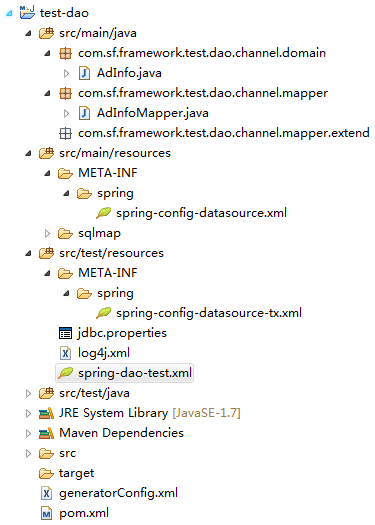 test-dao
src/main/java
com.sf.framework.test.dao.channel.domain
AdInfo.java
com.sf.framework.test.dao.channel.mapper
AdInfoMapper.java
com.sf.framework.test.dao.channel.mapper.extend
src/main/resources
META-INF
spring
spring-config-datasource.xml
sqlmap
src/test/resources
META-INF
spring
spring-config-datasource-tx.xml
jdbc.properties
log4j.xml
spring-dao-test.xml
src/test/java
JRE System Library [JavaSE-1.7]
Maven Dependencies
src
target
generatorConfig.xml
pom.xml